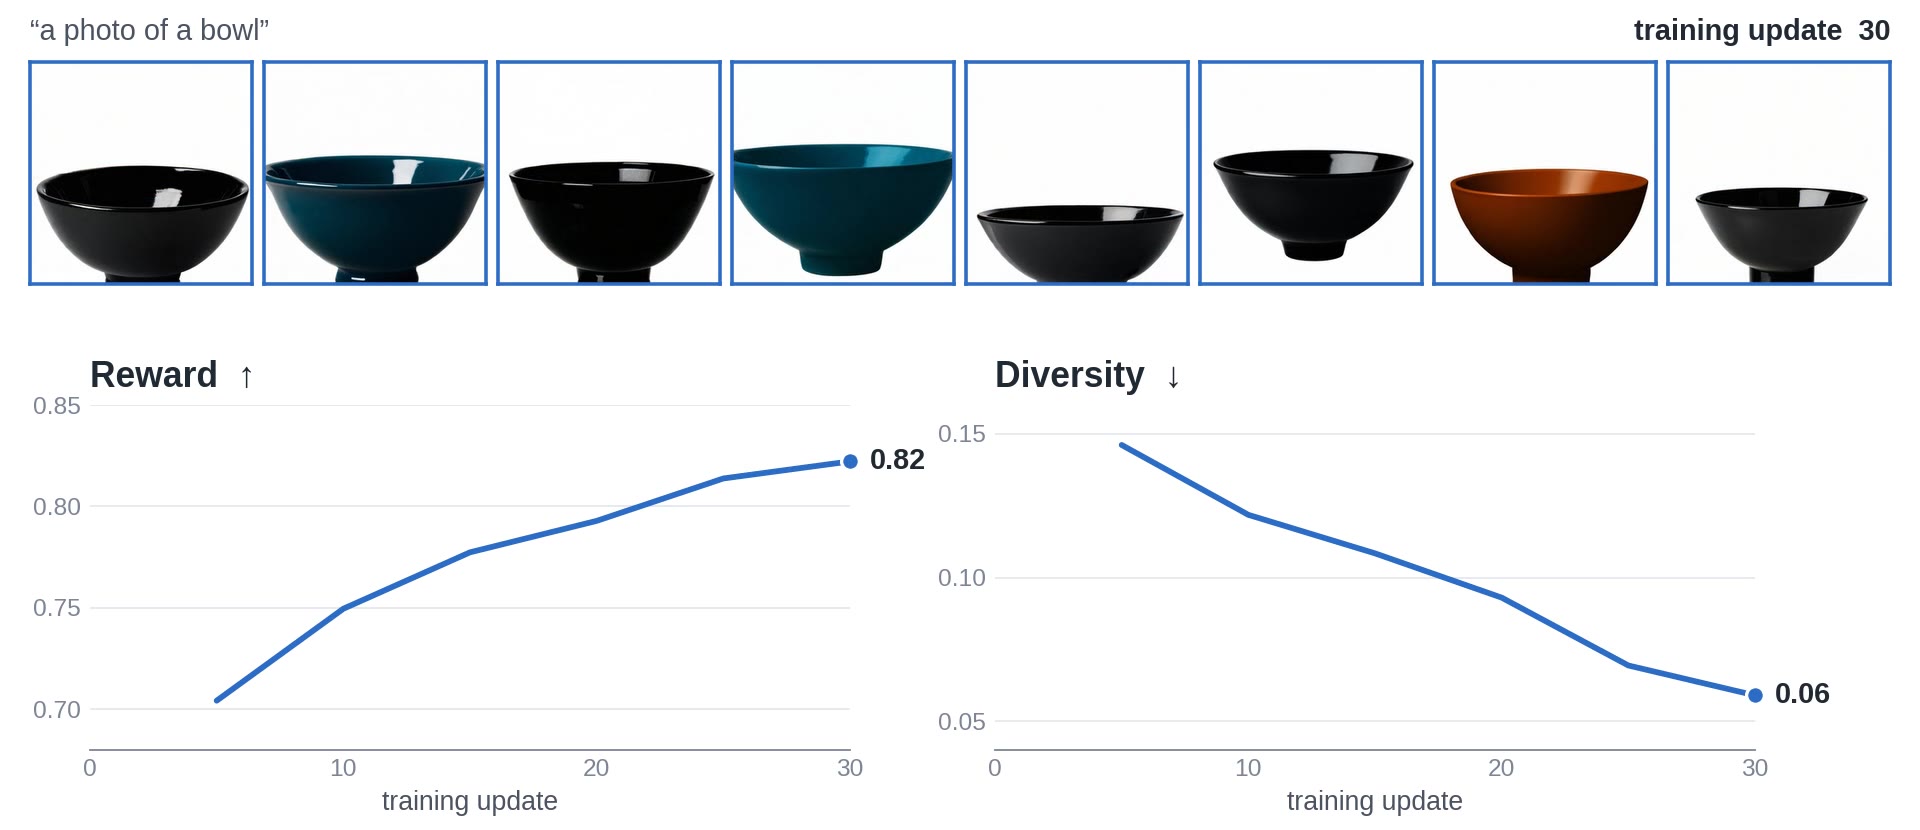 “a photo of a bowl”
training update 30
Reward ↑
0.85
0.80
0.75
0.70
0.82
0 10 20 30
training update
Diversity ↓
0.15
0.10
0.05
0.06
0 10 20 30
training update